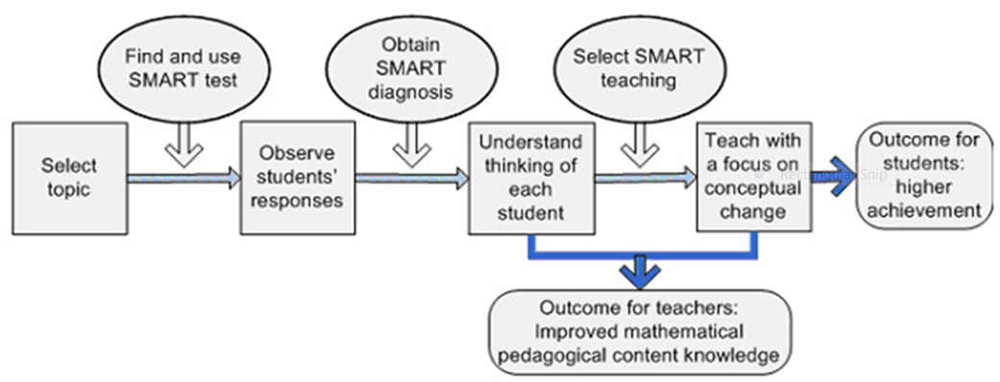 Find and use
SMART test
Obtain
SMART
diagnosis
Select SMART
teaching
Select
topic
Observe
students'
responses
Understand
thinking of
each
student
Teach with
a focus on
conceptual
change
Outcome for
students:
higher
achievement
Rectangular Snip
Outcome for teachers:
Improved mathematical
pedagogical content knowledge